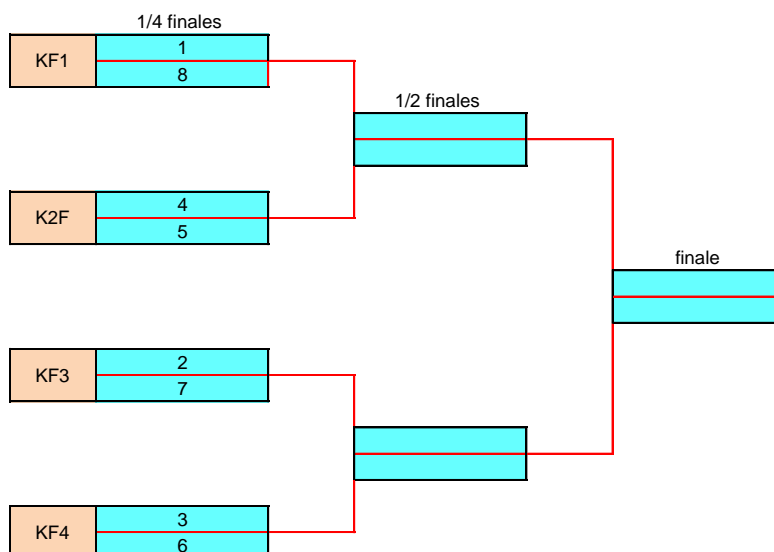 1/4 finales
KF1
1
8
1/2 finales
K2F
4
5
finale
KF3
2
7
KF4
3
6